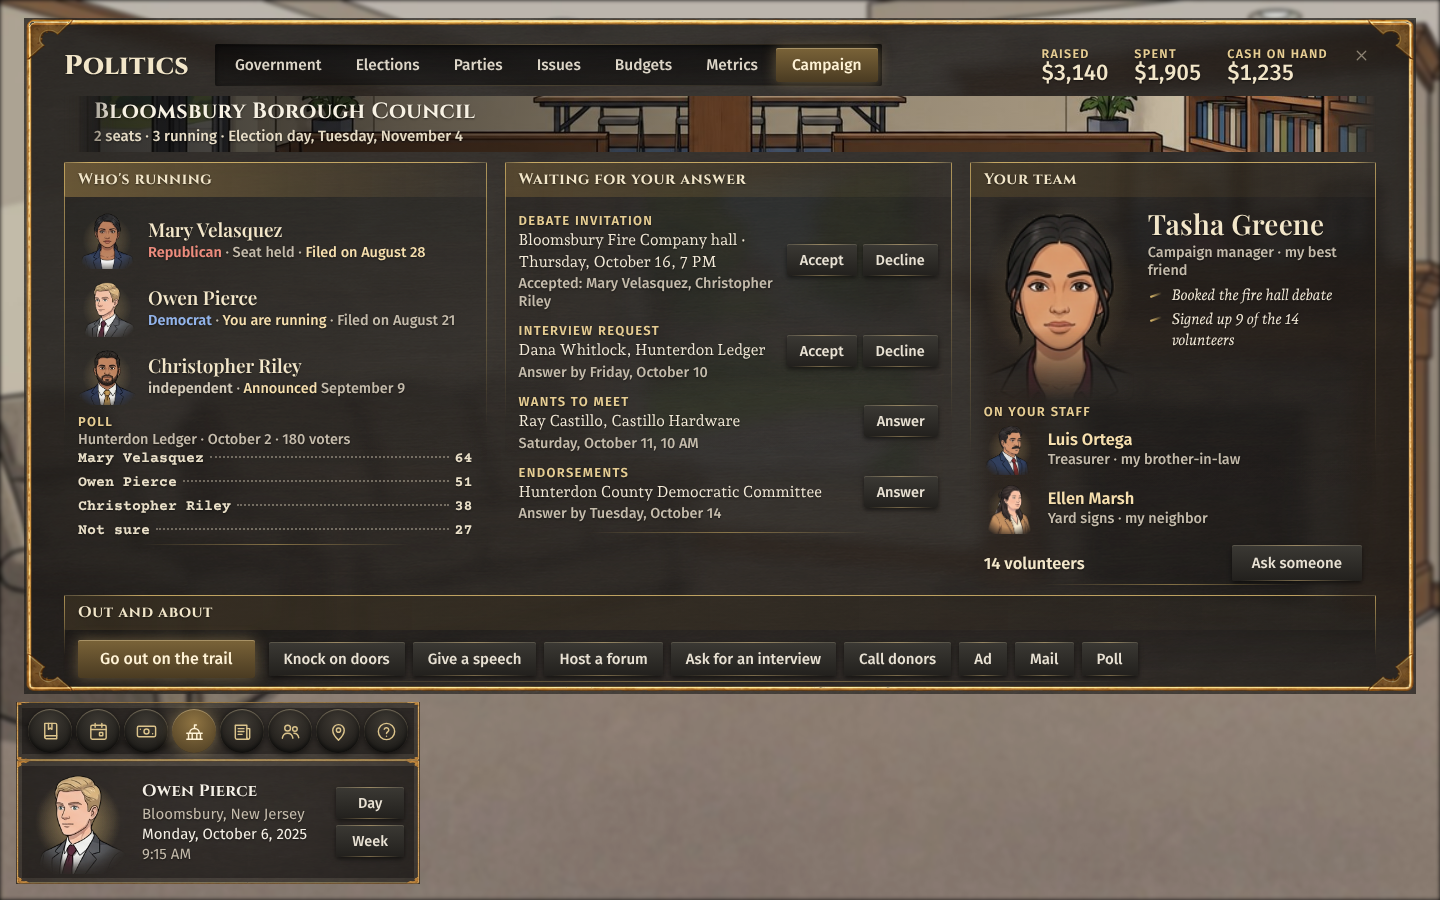 Politics
Government
Elections
Parties
Issues
Budgets
Metrics
Campaign
RAISED
$3,140
SPENT
$1,905
CASH ON HAND
$1,235
Bloomsbury Borough Council
2 seats · 3 running · Election day, Tuesday, November 4
Who's running
Mary Velasquez
Republican · Seat held · Filed on August 28
Owen Pierce
Democrat · You are running · Filed on August 21
Christopher Riley
independent · Announced September 9
POLL
Hunterdon Ledger · October 2 · 180 voters
Mary Velasquez 64
Owen Pierce 51
Christopher Riley 38
Not sure 27
Waiting for your answer
DEBATE INVITATION
Bloomsbury Fire Company hall ·
Thursday, October 16, 7 PM
Accepted: Mary Velasquez, Christopher
Riley
Accept
Decline
INTERVIEW REQUEST
Dana Whitlock, Hunterdon Ledger
Answer by Friday, October 10
Accept
Decline
WANTS TO MEET
Ray Castillo, Castillo Hardware
Saturday, October 11, 10 AM
Answer
ENDORSEMENTS
Hunterdon County Democratic Committee
Answer by Tuesday, October 14
Answer
Your team
Tasha Greene
Campaign manager · my best
friend
Booked the fire hall debate
Signed up 9 of the 14
volunteers
ON YOUR STAFF
Luis Ortega
Treasurer · my brother-in-law
Ellen Marsh
Yard signs · my neighbor
14 volunteers
Ask someone
Out and about
Go out on the trail
Knock on doors
Give a speech
Host a forum
Ask for an interview
Call donors
Ad
Mail
Poll
Owen Pierce
Bloomsbury, New Jersey
Monday, October 6, 2025
9:15 AM
Day
Week